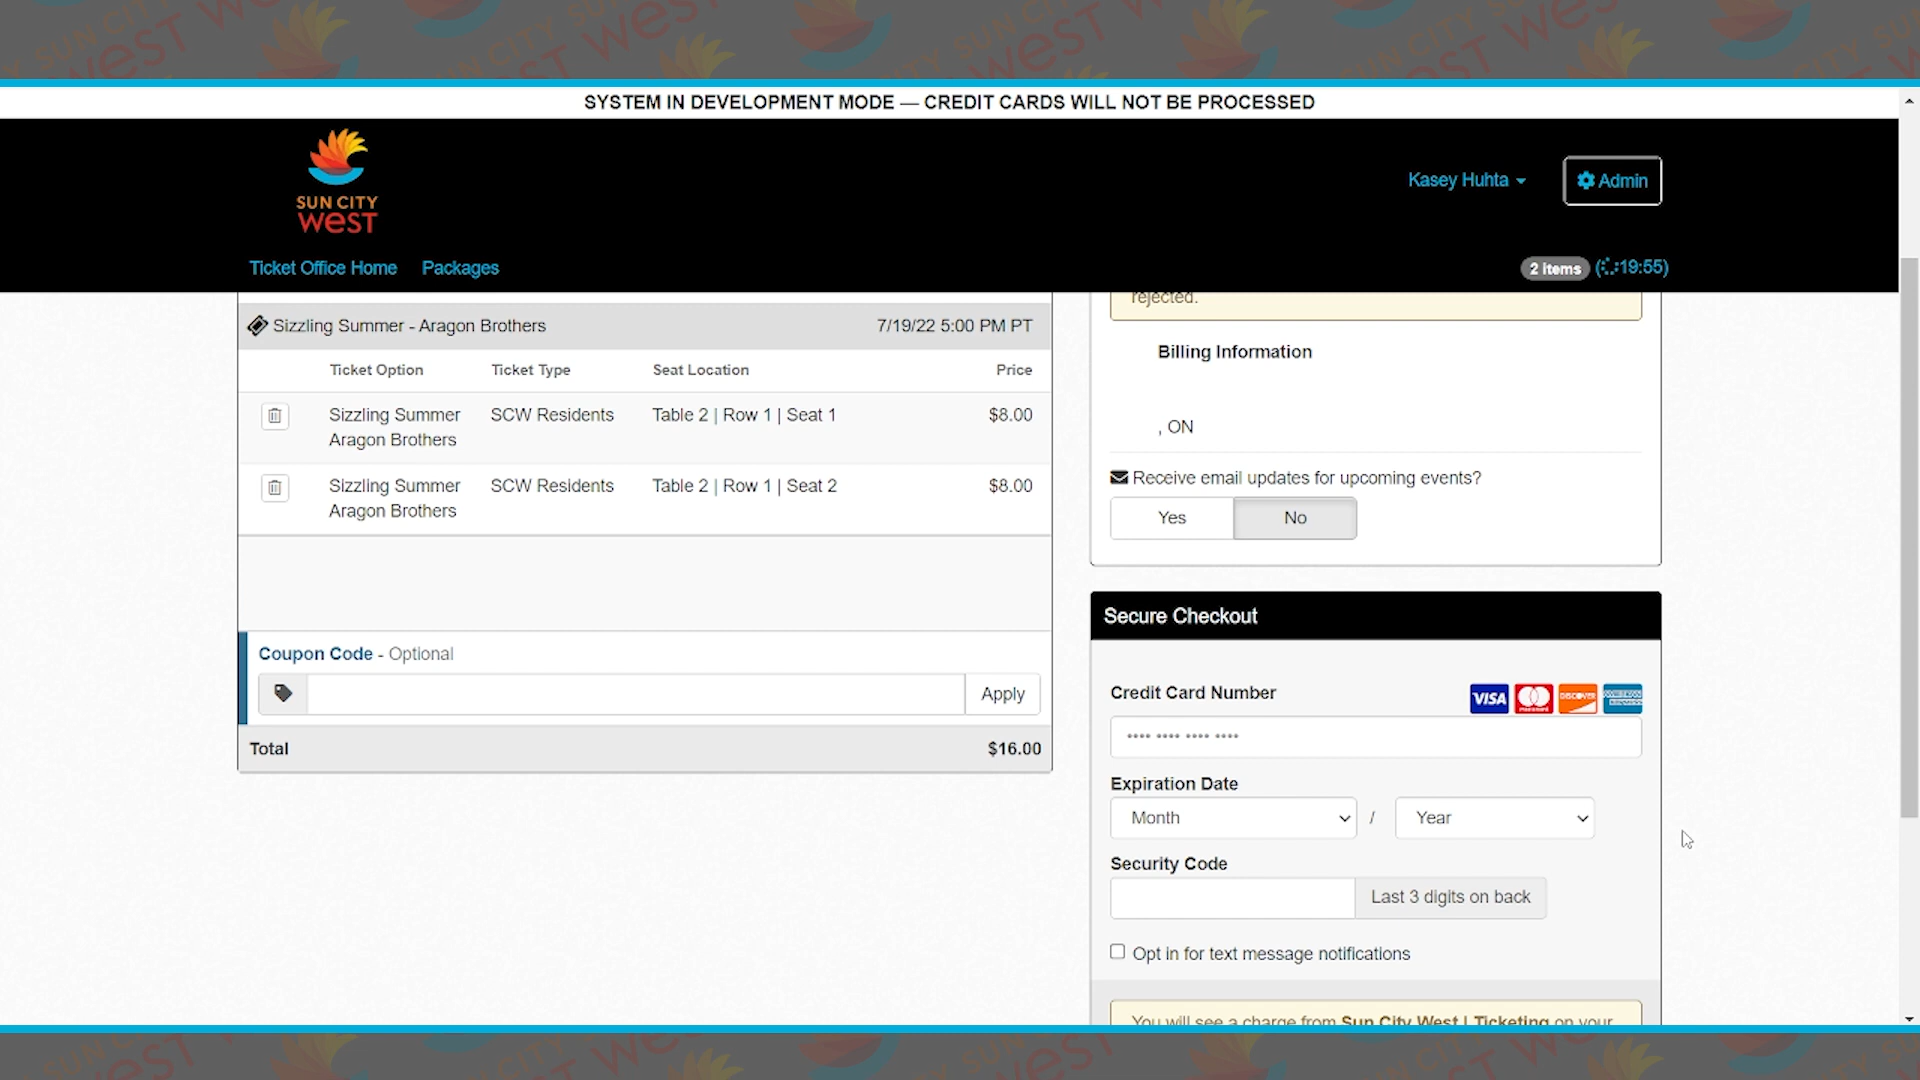 SYSTEM IN DEVELOPMENT MODE — CREDIT CARDS WILL NOT BE PROCESSED
SUN CITY
WEST
Kasey Huhta
Admin
Ticket Office Home
Packages
2 items
(19:55)
Sizzling Summer - Aragon Brothers
7/19/22 5:00 PM PT
Ticket Option Ticket Type Seat Location Price
Sizzling Summer SCW Residents Table 2 | Row 1 | Seat 1 $8.00
Aragon Brothers
Sizzling Summer SCW Residents Table 2 | Row 1 | Seat 2 $8.00
Aragon Brothers
Coupon Code - Optional
Apply
Total $16.00
rejected.
Billing Information
, ON
Receive email updates for upcoming events?
Yes
No
Secure Checkout
Credit Card Number
VISA
DISCOVER
•••• •••• •••• ••••
Expiration Date
Month / Year
Security Code
Last 3 digits on back
Opt in for text message notifications
You will see a charge from Sun City West | Ticketing on your